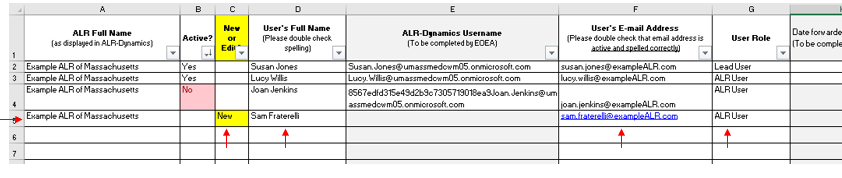 A B C D E F G
1 ALR Full Name (as displayed in ALR-Dynamics) Active? New or Edit User's Full Name (Please double check spelling) ALR-Dynamics Username (To be completed by EOEA) User's E-mail Address (Please double check that email address is active and spelled correctly) User Role Date forwarde (To be comple
2 Example ALR of Massachusetts Yes Susan Jones Susan.Jones@umassmedowm05.onmicrosoft.com susan.jones@exampleALR.com Lead User
3 Example ALR of Massachusetts Yes Lucy Willis Lucy.Willis@umassmedowm05.onmicrosoft.com lucy.willis@exampleALR.com ALR User
4 Example ALR of Massachusetts No Joan Jenkins 8567edfd315e49d2b9c7305719018ea9Joan.Jenkins@umassmedowm05.onmicrosoft.com joan.jenkins@exampleALR.com ALR User
5 Example ALR of Massachusetts New Sam Fraterelli sam.fraterelli@exampleALR.com ALR User
6
7